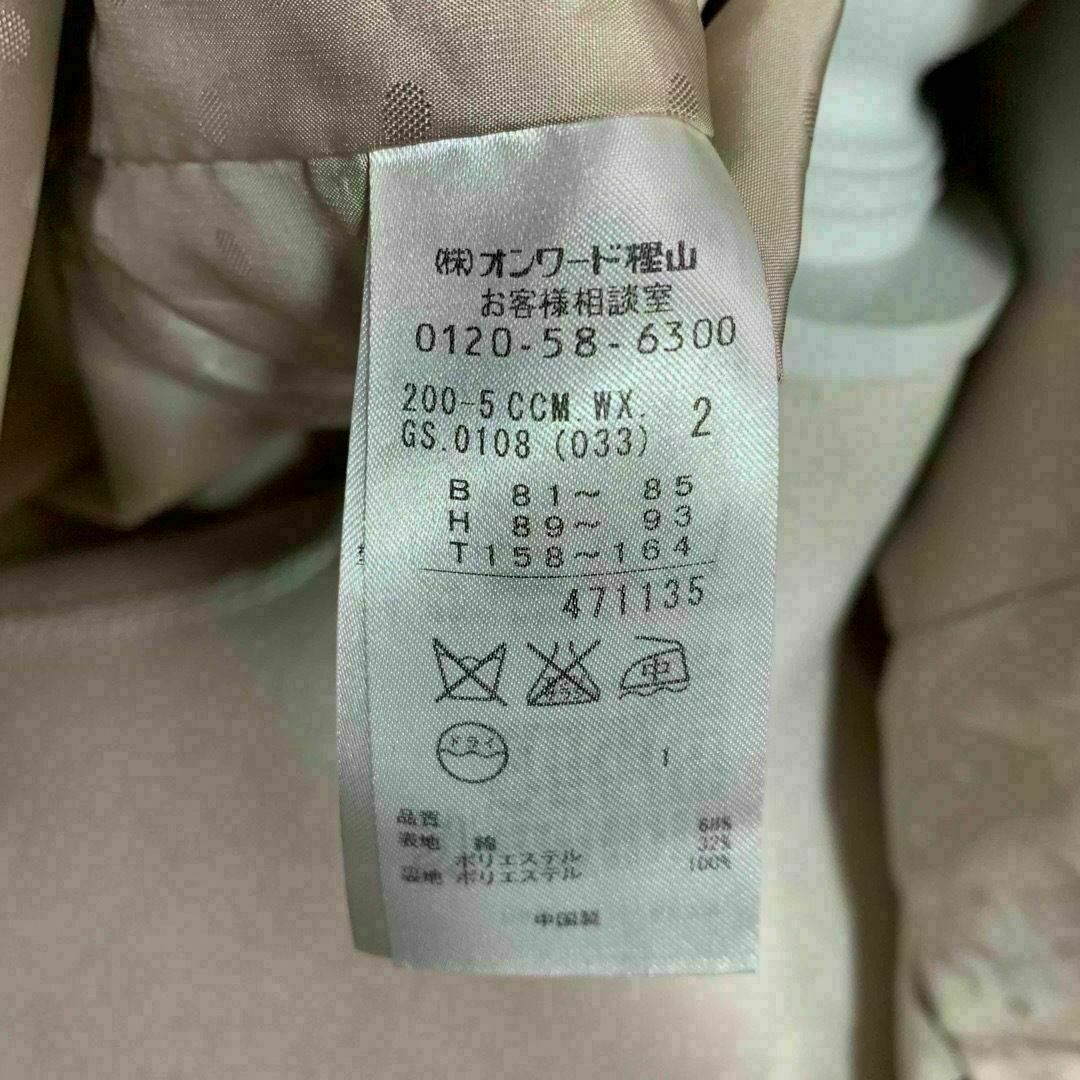 (株)オンワード樫山
お客様相談室
0120-58-6300
200-5 CCM.WX. 2
GS.0108 (033)
B 81～ 85
H 89～ 93
T158～164
471135
中
品質
表地 綿 68%
ポリエステル 32%
裏地 ポリエステル 100%
中国製